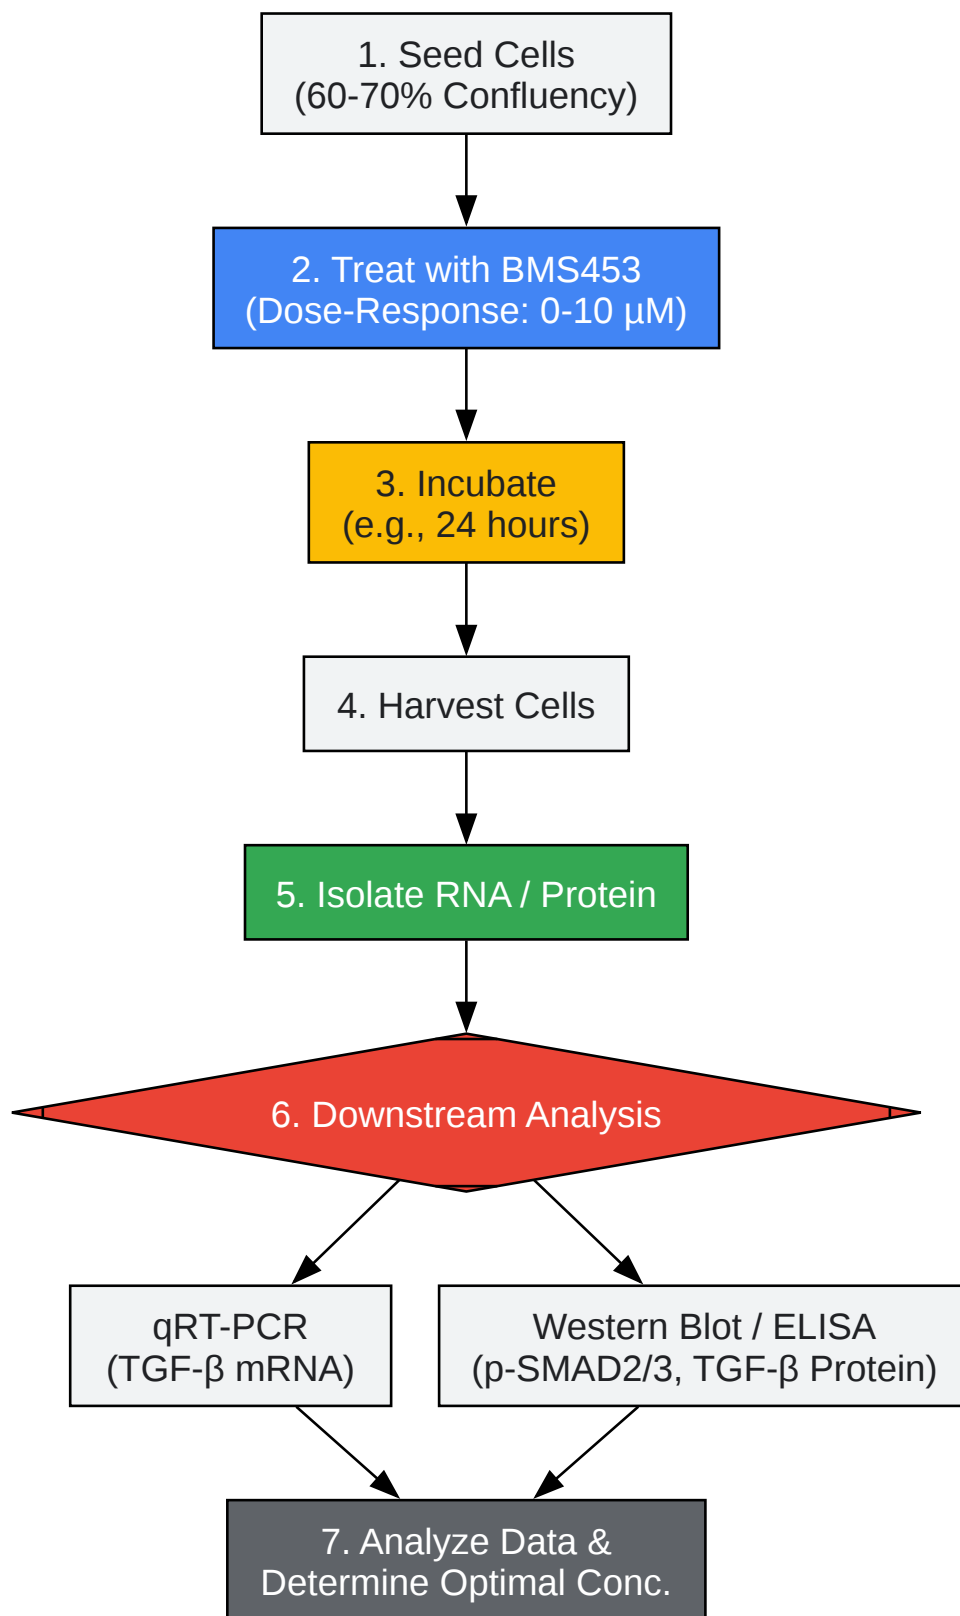 1. Seed Cells
(60-70% Confluency)
2. Treat with BMS453
(Dose-Response: 0-10 µM)
3. Incubate
(e.g., 24 hours)
4. Harvest Cells
5. Isolate RNA / Protein
6. Downstream Analysis
qRT-PCR
(TGF-β mRNA)
Western Blot / ELISA
(p-SMAD2/3, TGF-β Protein)
7. Analyze Data &
Determine Optimal Conc.